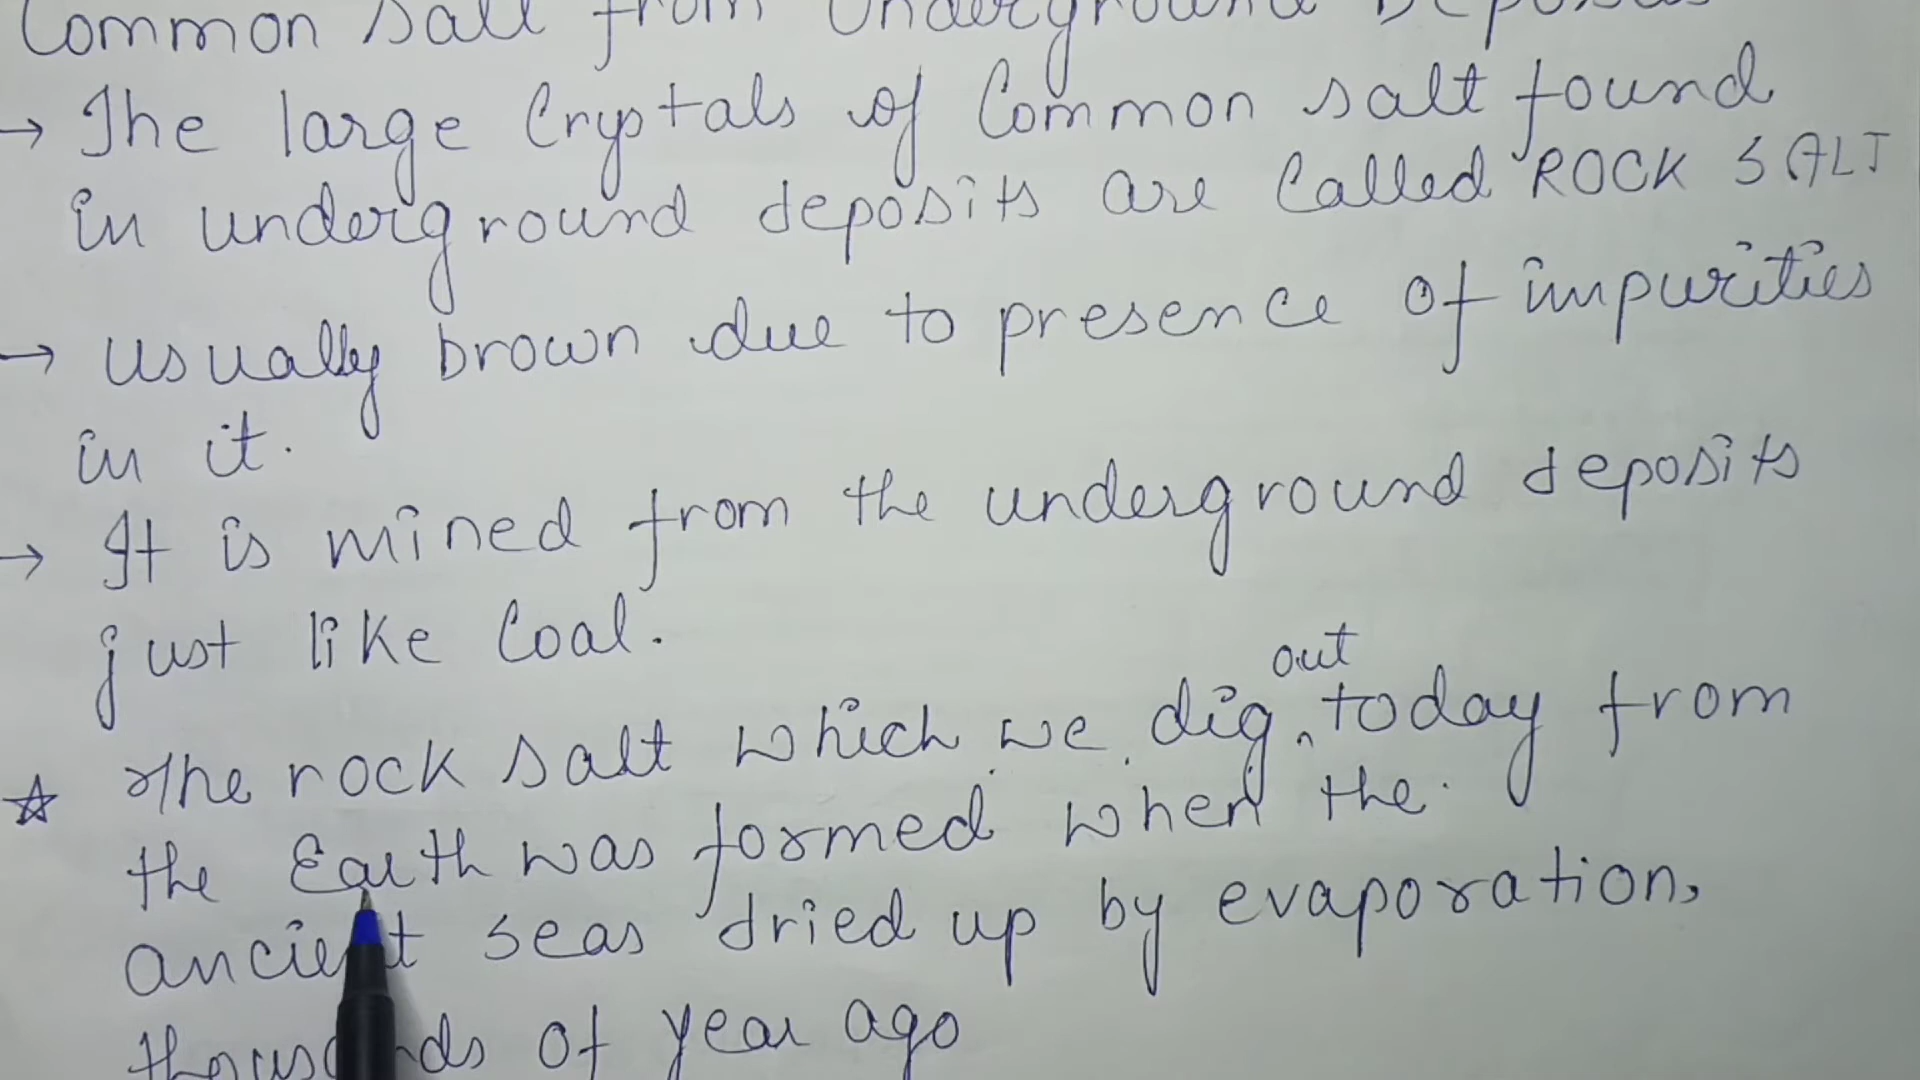 Common Salt from Underground Deposits
→ The large Crystals of Common salt found
in underground deposits are Called ROCK SALT
→ usually brown due to presence of impurities
in it.
→ It is mined from the underground deposits
just like Coal.
out
☆ The rock salt which we dig ^ today from
the Earth was formed when the
ancient seas dried up by evaporation,
thousands of year ago